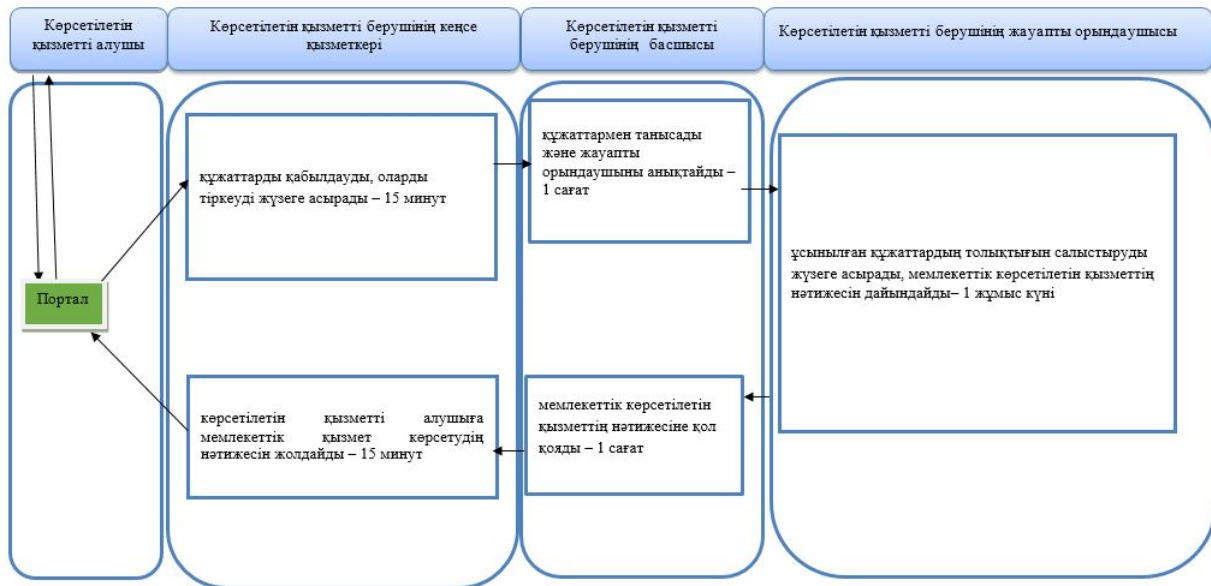 Көрсетілетін
қызметті алушы
Көрсетілетін қызметті берушінің кеңсе
қызметкері
Көрсетілетін қызметті
берушінің басшысы
Көрсетілетін қызметті берушінің жауапты орындаушысы
құжаттарды қабылдауды, оларды
тіркеуді жүзеге асырады – 15 минут
құжаттармен танысады
және жауапты
орындаушыны анықтайды –
1 сағат
ұсынылған құжаттардың толықтығын салыстыруды
жүзеге асырады, мемлекеттік көрсетілетін қызметтің
нәтижесін дайындайды– 1 жұмыс күні
Портал
көрсетілетін қызметті алушыға
мемлекеттік қызмет көрсетудің
нәтижесін жолдайды – 15 минут
мемлекеттік көрсетілетін
қызметтің нәтижесіне қол
қояды – 1 сағат